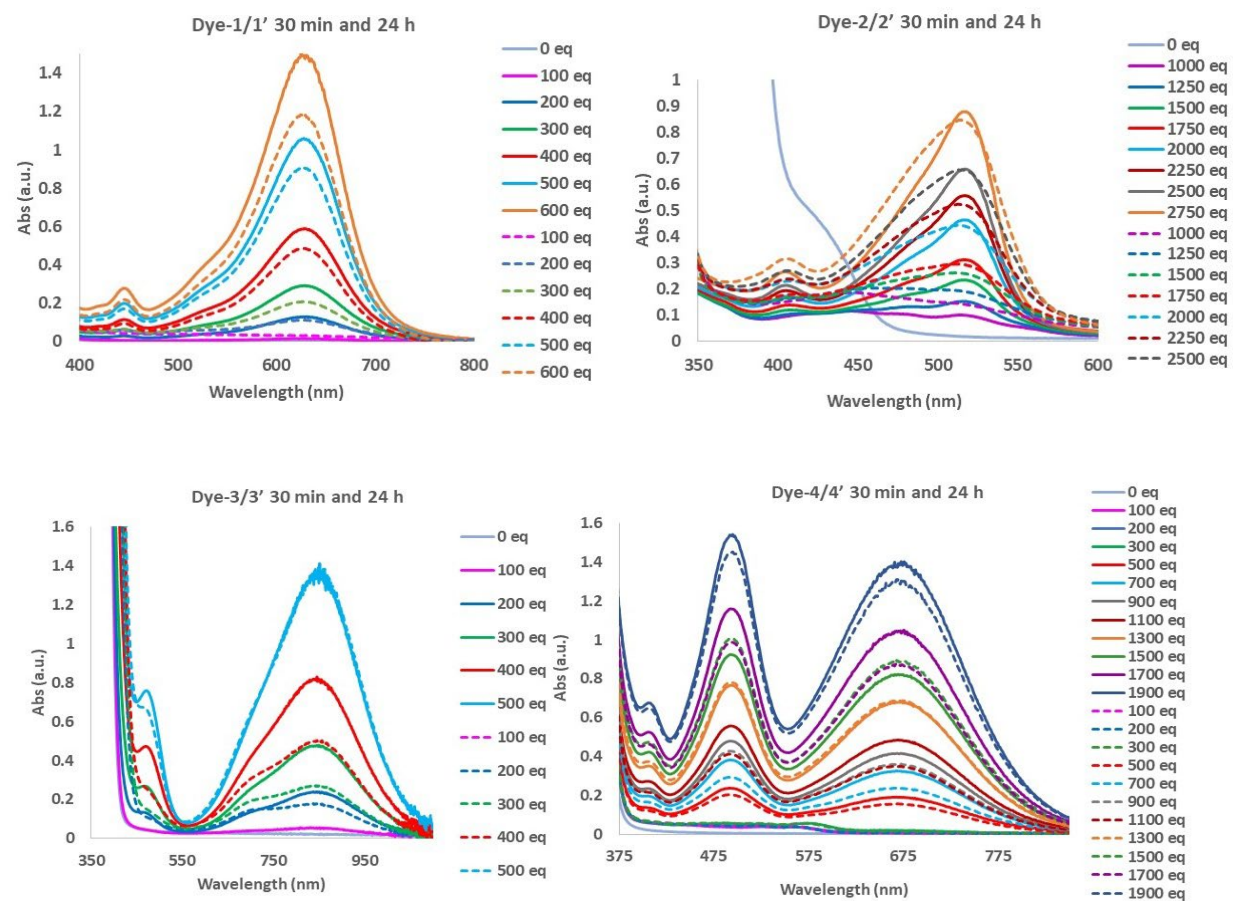 Dye-1/1’ 30 min and 24 h
Abs (a.u.)
1.4
1.2
1
0.8
0.6
0.4
0.2
0
400
500
600
700
800
Wavelength (nm)
0 eq
100 eq
200 eq
300 eq
400 eq
500 eq
600 eq
100 eq
200 eq
300 eq
400 eq
500 eq
600 eq
Dye-2/2’ 30 min and 24 h
Abs (a.u.)
1
0.9
0.8
0.7
0.6
0.5
0.4
0.3
0.2
0.1
0
350
400
450
500
550
600
Wavelength (nm)
0 eq
1000 eq
1250 eq
1500 eq
1750 eq
2000 eq
2250 eq
2500 eq
2750 eq
1000 eq
1250 eq
1500 eq
1750 eq
2000 eq
2250 eq
2500 eq
Dye-3/3’ 30 min and 24 h
Abs (a.u.)
1.6
1.4
1.2
1
0.8
0.6
0.4
0.2
0
350
550
750
950
Wavelength (nm)
0 eq
100 eq
200 eq
300 eq
400 eq
500 eq
100 eq
200 eq
300 eq
400 eq
500 eq
Dye-4/4’ 30 min and 24 h
Abs (a.u.)
1.6
1.4
1.2
1
0.8
0.6
0.4
0.2
0
375
475
575
675
775
Wavelength (nm)
0 eq
100 eq
200 eq
300 eq
500 eq
700 eq
900 eq
1100 eq
1300 eq
1500 eq
1700 eq
1900 eq
100 eq
200 eq
300 eq
500 eq
700 eq
900 eq
1100 eq
1300 eq
1500 eq
1700 eq
1900 eq